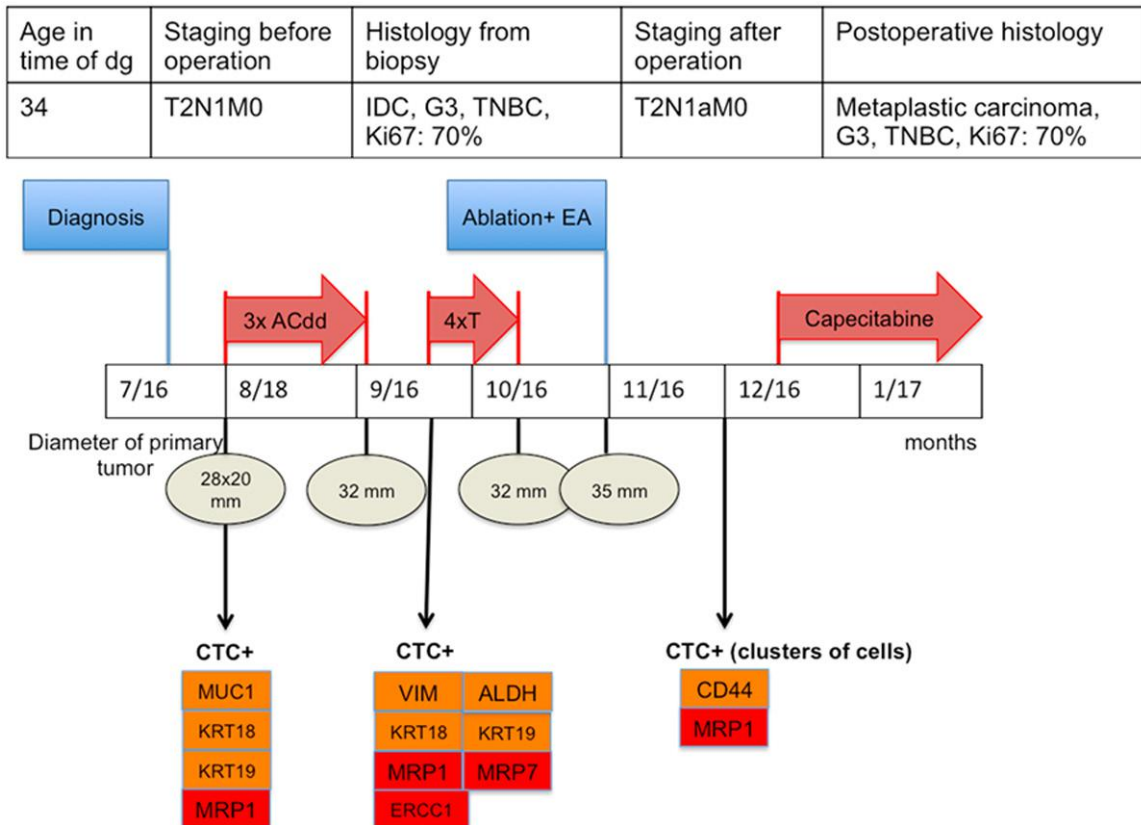 Age in time of dg
Staging before operation
Histology from biopsy
Staging after operation
Postoperative histology
34
T2N1M0
IDC, G3, TNBC,
Ki67: 70%
T2N1aM0
Metaplastic carcinoma,
G3, TNBC, Ki67: 70%
Diagnosis
Ablation+ EA
3x ACdd
4xT
Capecitabine
7/16
8/18
9/16
10/16
11/16
12/16
1/17
Diameter of primary
tumor
months
28x20
mm
32 mm
32 mm
35 mm
CTC+
CTC+
CTC+ (clusters of cells)
MUC1
KRT18
KRT19
MRP1
VIM
ALDH
KRT18
KRT19
MRP1
MRP7
ERCC1
CD44
MRP1